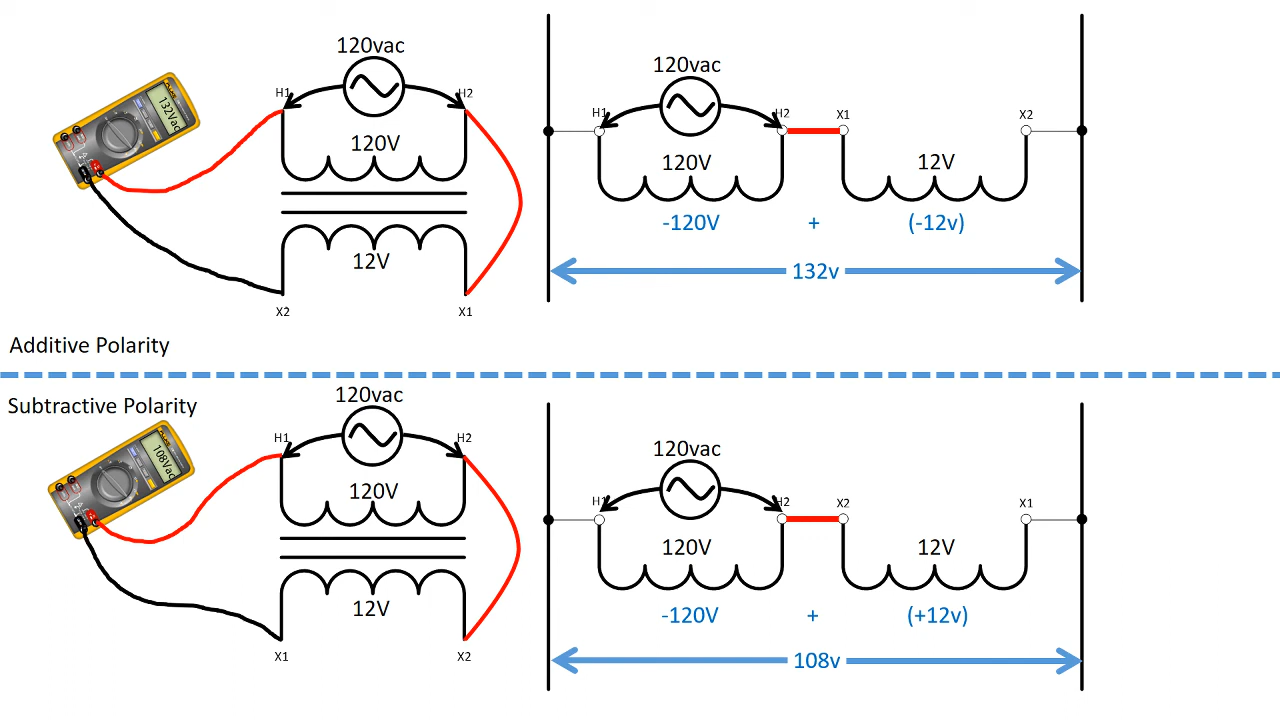 120vac
H1
H2
132Vac
120V
12V
X2
X1
120vac
H1
H2
X1
X2
120V
12V
-120V + (-12v)
132v
Additive Polarity
Subtractive Polarity
120vac
H1
H2
108Vac
120V
12V
X1
X2
120vac
H1
H2
X2
X1
120V
12V
-120V + (+12v)
108v